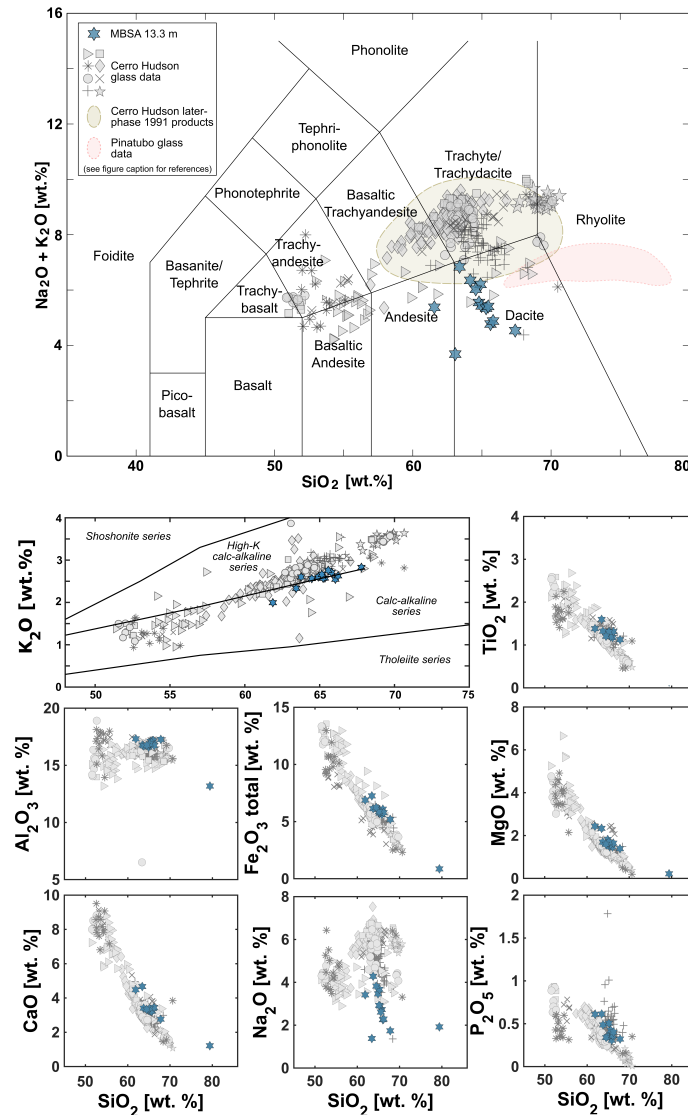 16
12
8
4
0
Na2O + K2O [wt.%]
MBSA 13.3 m
Cerro Hudson
glass data
Cerro Hudson later-
phase 1991 products
Pinatubo glass
data
(see figure caption for references)
Phonolite
Tephri-
phonolite
Trachyte/
Trachydacite
Phonotephrite
Basaltic
Trachyandesite
Rhyolite
Foidite
Trachy-
andesite
Basanite/
Tephrite
Trachy-
basalt
Andesite
Dacite
Basaltic
Andesite
Basalt
Pico-
basalt
40
50
60
70
80
SiO2 [wt.%]
4
3
2
1
0
K2O [wt. %]
Shoshonite series
High-K
calc-alkaline
series
Calc-alkaline
series
Tholeiite series
50
55
60
65
70
75
4
3
2
1
0
TiO2 [wt. %]
20
15
10
5
0
Al2O3 [wt. %]
15
10
5
0
Fe2O3 total [wt. %]
8
6
4
2
0
MgO [wt. %]
10
8
6
4
2
0
CaO [wt. %]
50 60 70 80
SiO2 [wt. %]
8
6
4
2
0
Na2O [wt. %]
50 60 70 80
SiO2 [wt. %]
2
1.5
1
0.5
0
P2O5 [wt. %]
50 60 70 80
SiO2 [wt. %]